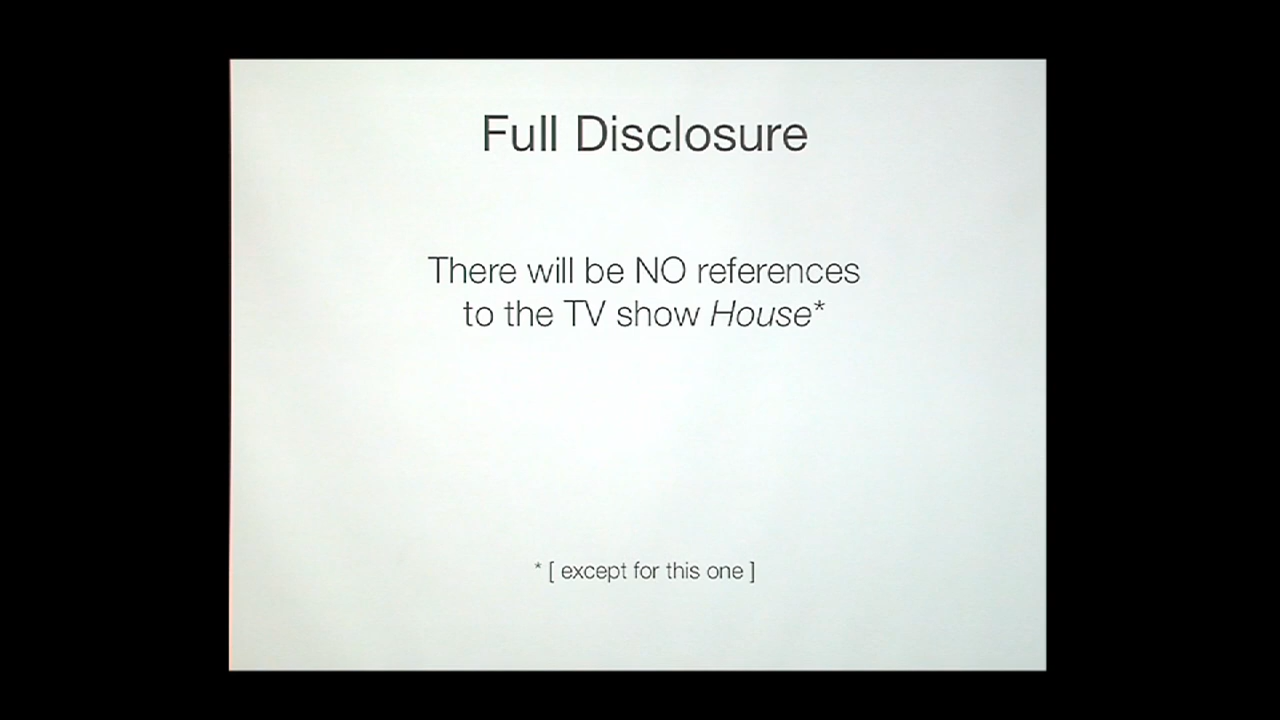 Full Disclosure
There will be NO references
to the TV show House*
* [ except for this one ]